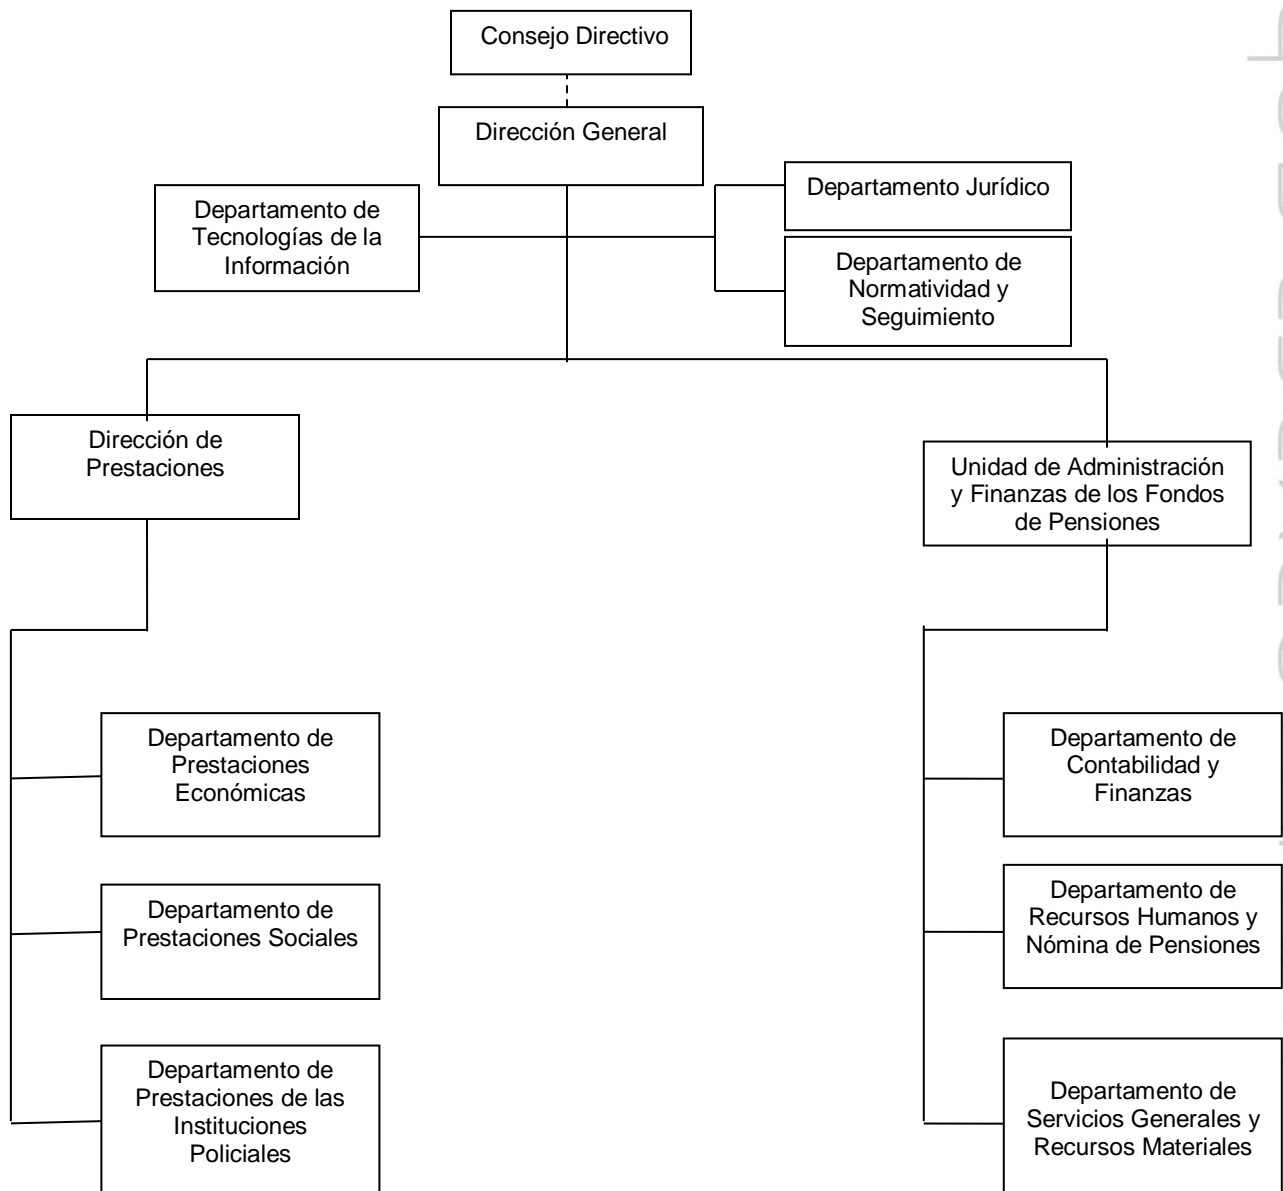 Consejo Directivo
Dirección General
Departamento Jurídico
Departamento de
Tecnologías de la
Información
Departamento de
Normatividad y
Seguimiento
Dirección de
Prestaciones
Unidad de Administración
y Finanzas de los Fondos
de Pensiones
Departamento de
Prestaciones
Económicas
Departamento de
Contabilidad y
Finanzas
Departamento de
Prestaciones Sociales
Departamento de
Recursos Humanos y
Nómina de Pensiones
Departamento de
Prestaciones de las
Instituciones
Policiales
Departamento de
Servicios Generales y
Recursos Materiales